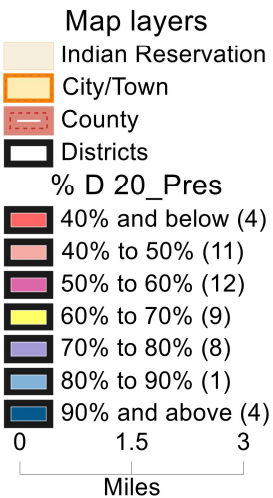 Map layers
Indian Reservation
City/Town
County
Districts
% D 20_Pres
40% and below (4)
40% to 50% (11)
50% to 60% (12)
60% to 70% (9)
70% to 80% (8)
80% to 90% (1)
90% and above (4)
0 1.5 3
Miles